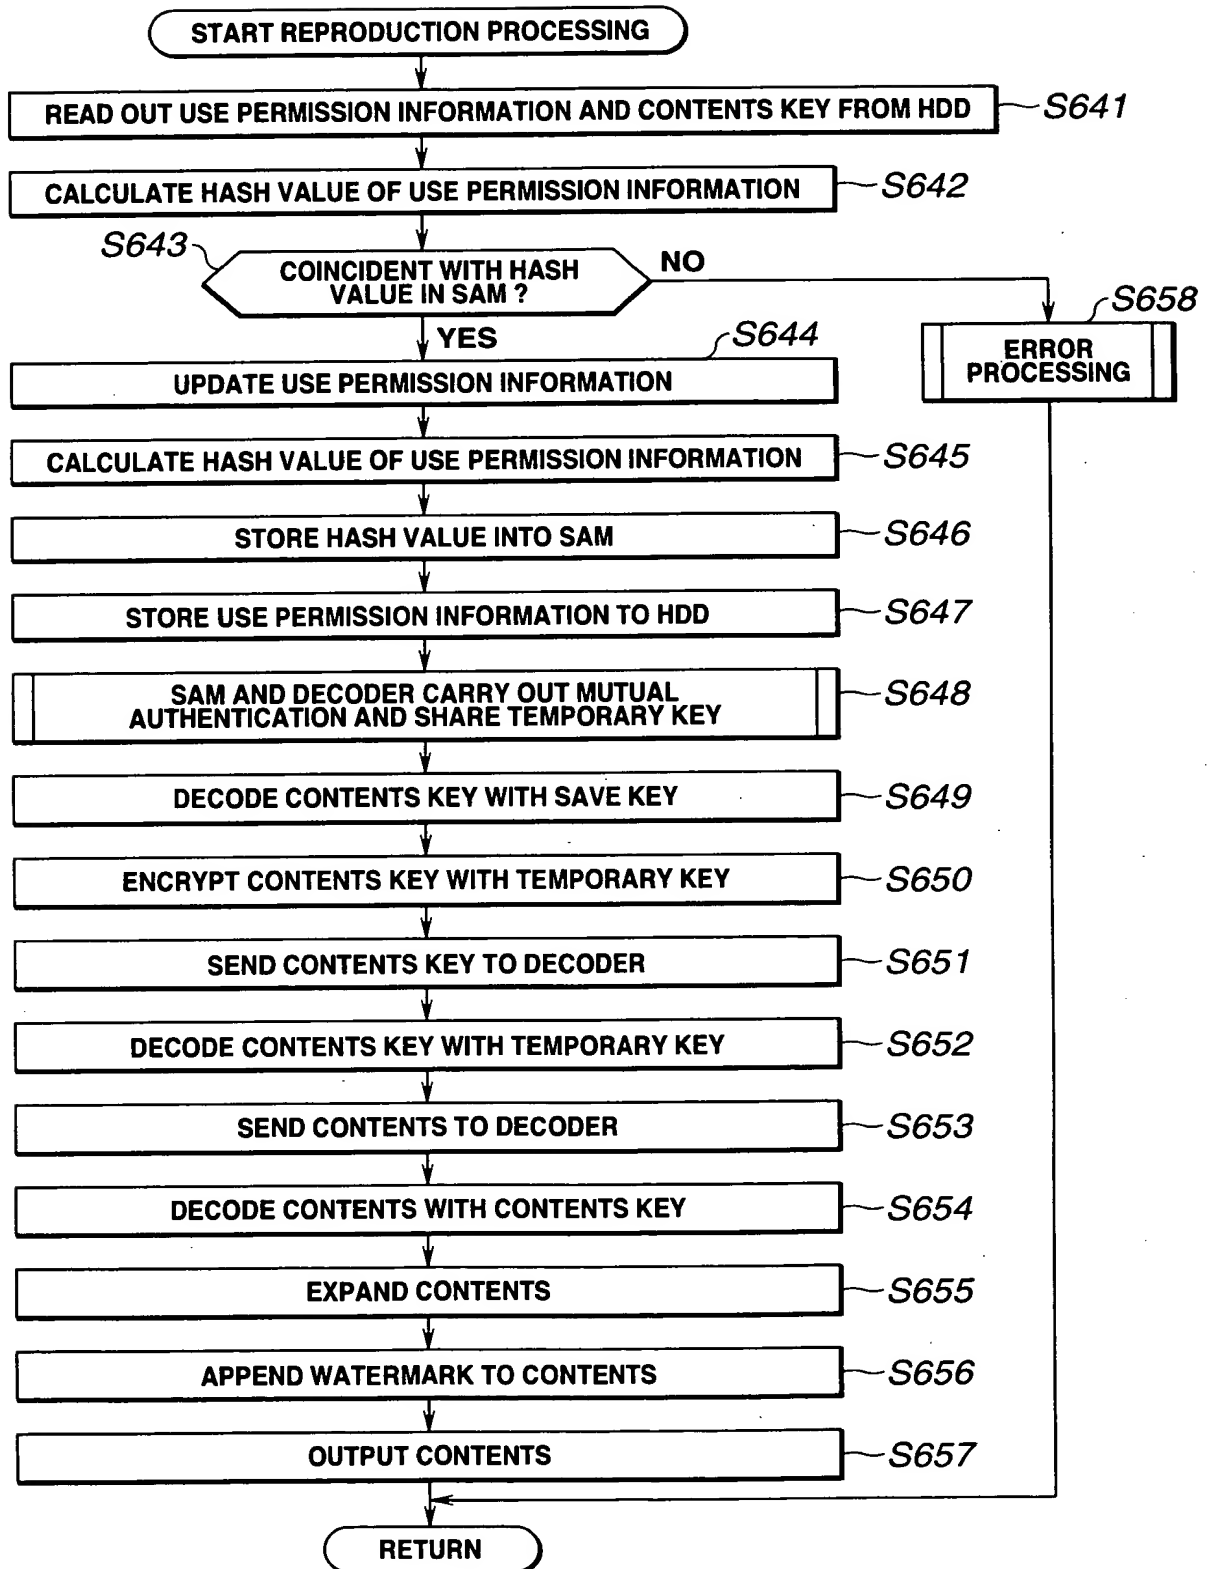 START REPRODUCTION PROCESSING
READ OUT USE PERMISSION INFORMATION AND CONTENTS KEY FROM HDD
S641
CALCULATE HASH VALUE OF USE PERMISSION INFORMATION
S642
S643
COINCIDENT WITH HASH
VALUE IN SAM ?
NO
YES
S658
ERROR
PROCESSING
S644
UPDATE USE PERMISSION INFORMATION
CALCULATE HASH VALUE OF USE PERMISSION INFORMATION
S645
STORE HASH VALUE INTO SAM
S646
STORE USE PERMISSION INFORMATION TO HDD
S647
SAM AND DECODER CARRY OUT MUTUAL
AUTHENTICATION AND SHARE TEMPORARY KEY
S648
DECODE CONTENTS KEY WITH SAVE KEY
S649
ENCRYPT CONTENTS KEY WITH TEMPORARY KEY
S650
SEND CONTENTS KEY TO DECODER
S651
DECODE CONTENTS KEY WITH TEMPORARY KEY
S652
SEND CONTENTS TO DECODER
S653
DECODE CONTENTS WITH CONTENTS KEY
S654
EXPAND CONTENTS
S655
APPEND WATERMARK TO CONTENTS
S656
OUTPUT CONTENTS
S657
RETURN